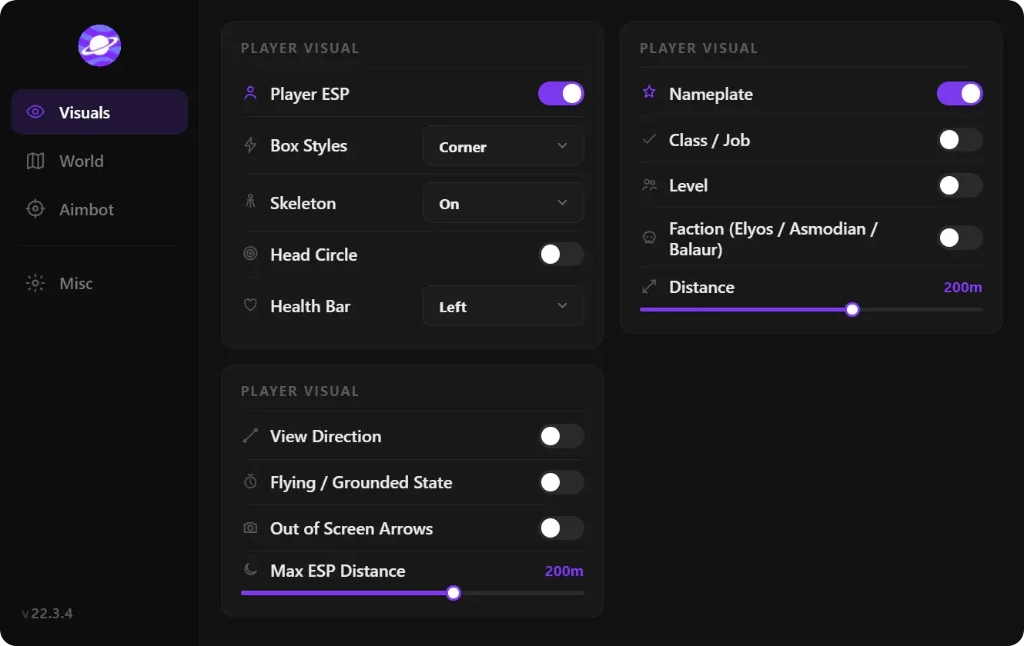 Visuals
World
Aimbot
Misc
v22.3.4
PLAYER VISUAL
Player ESP
Box Styles
Corner
Skeleton
On
Head Circle
Health Bar
Left
PLAYER VISUAL
View Direction
Flying / Grounded State
Out of Screen Arrows
Max ESP Distance
200m
PLAYER VISUAL
Nameplate
Class / Job
Level
Faction (Elyos / Asmodian /
Balaur)
Distance
200m